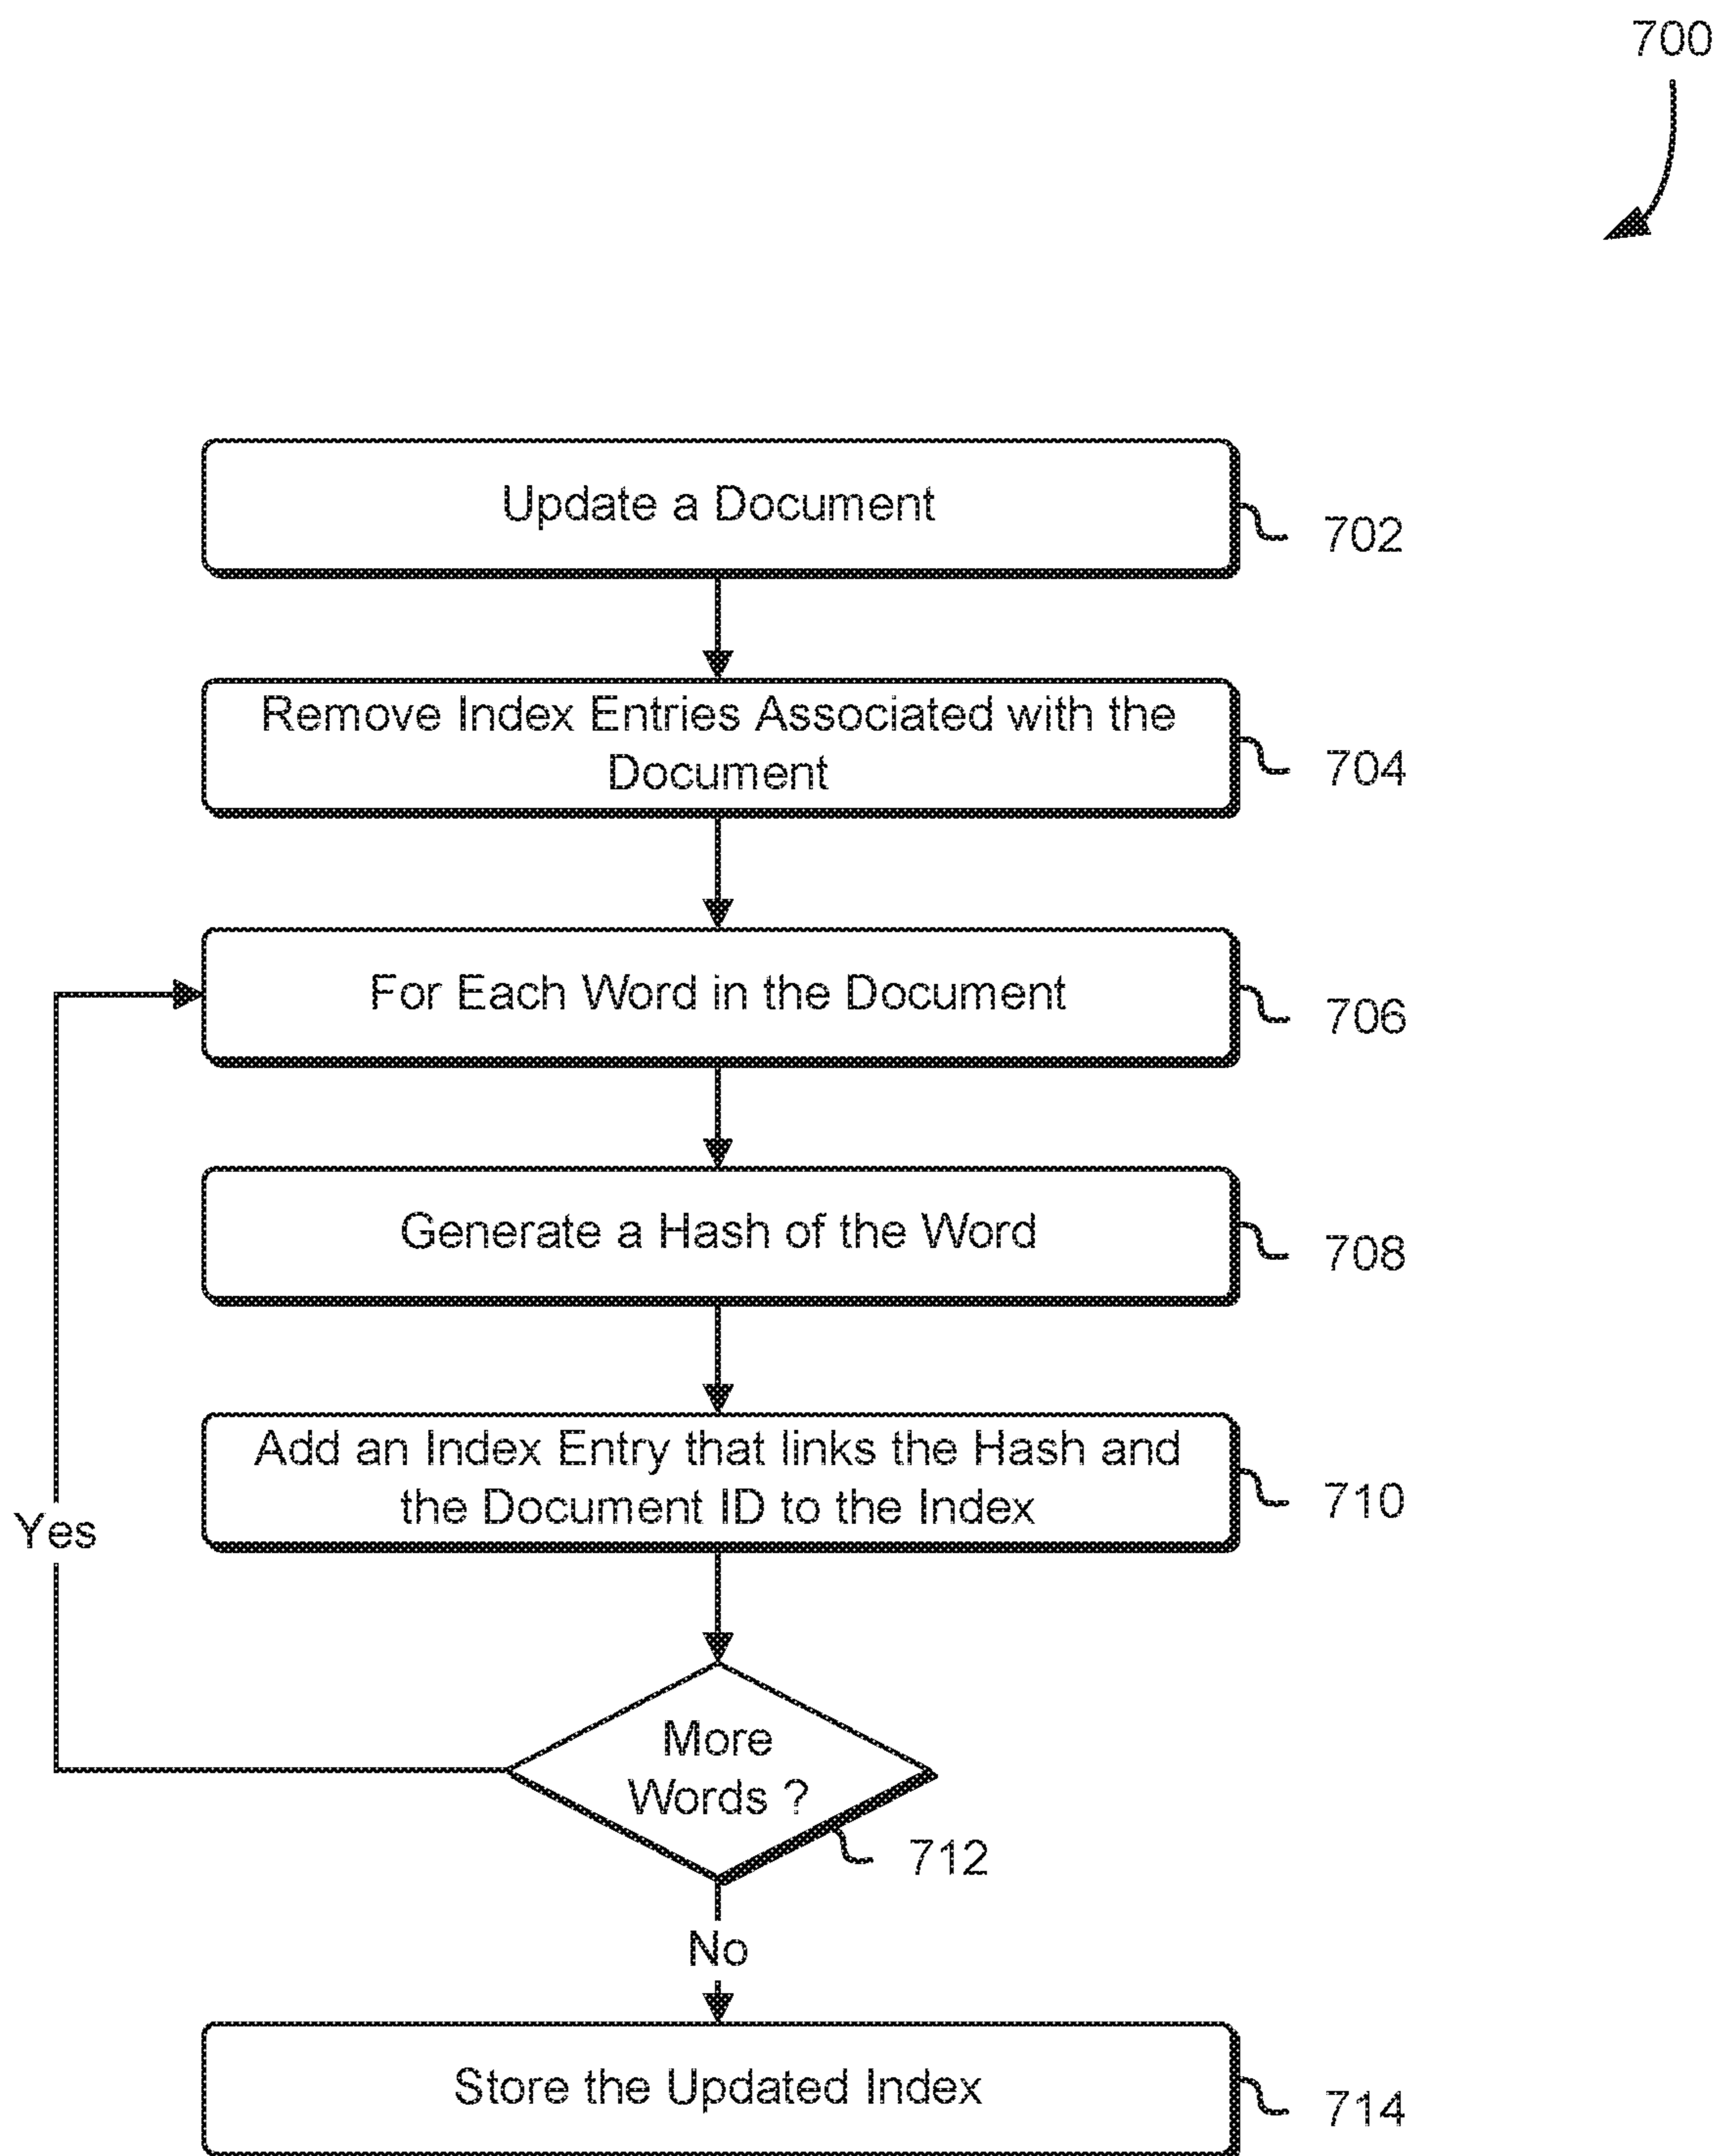 700
Update a Document
702
Remove Index Entries Associated with the
Document
704
For Each Word in the Document
706
Generate a Hash of the Word
708
Add an Index Entry that links the Hash and
the Document ID to the Index
710
Yes
More
Words ?
712
No
Store the Updated Index
714